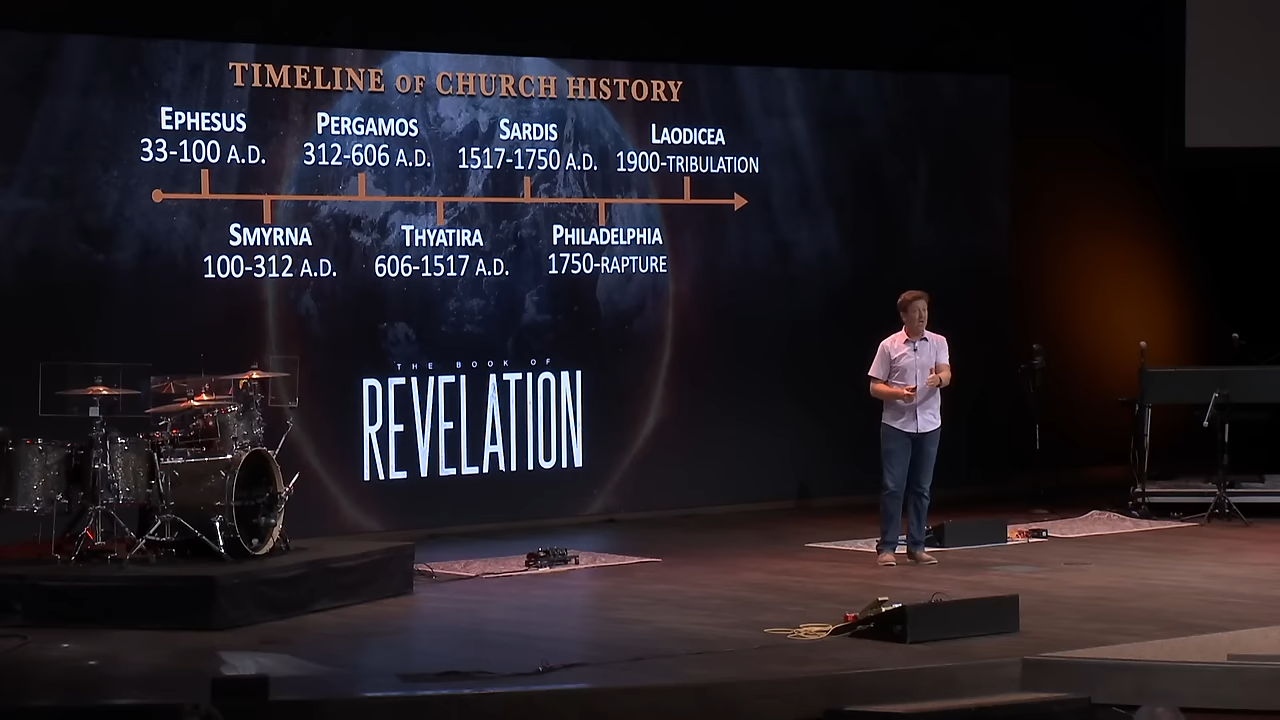 TIMELINE OF CHURCH HISTORY
EPHESUS
33-100 A.D.
PERGAMOS
312-606 A.D.
SARDIS
1517-1750 A.D.
LAODICEA
1900-TRIBULATION
SMYRNA
100-312 A.D.
THYATIRA
606-1517 A.D.
PHILADELPHIA
1750-RAPTURE
THE BOOK OF
REVELATION